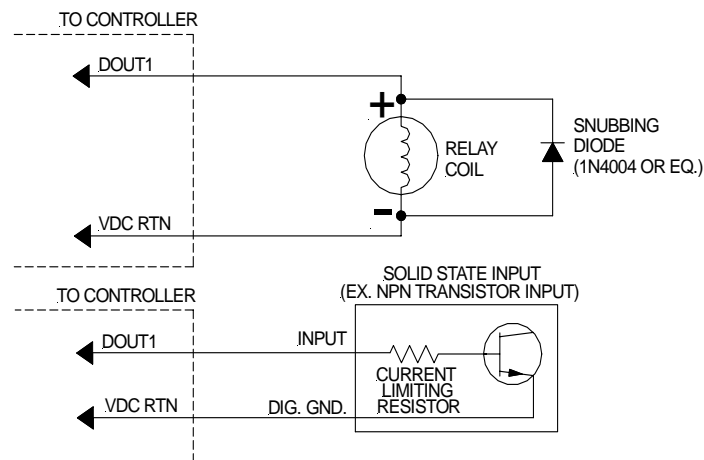 TO CONTROLLER
DOUT1
+
RELAY
COIL
SNUBBING
DIODE
(1N4004 OR EQ.)
-
VDC RTN
SOLID STATE INPUT
(EX. NPN TRANSISTOR INPUT)
TO CONTROLLER
DOUT1
INPUT
CURRENT
LIMITING
RESISTOR
VDC RTN
DIG. GND.